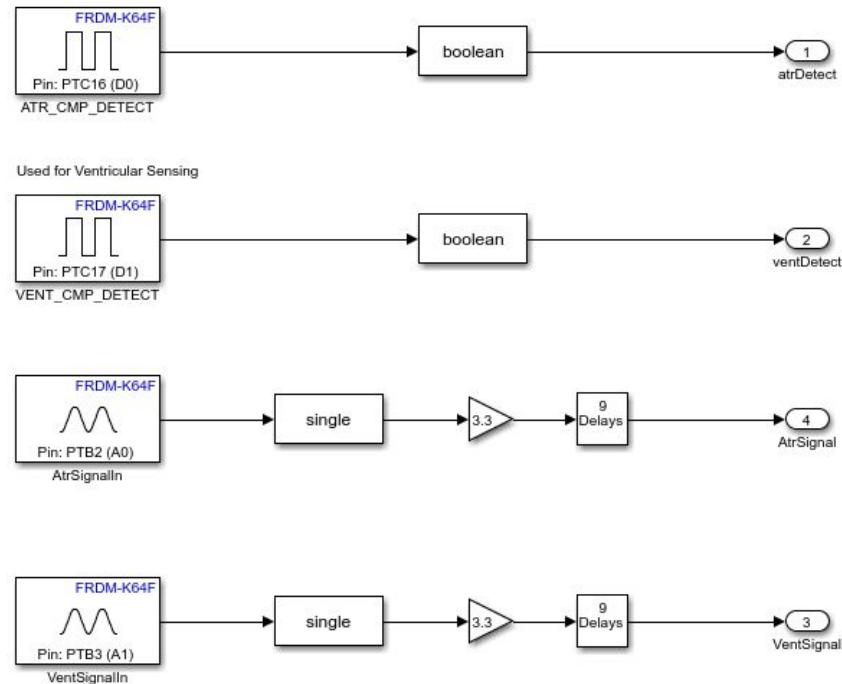 FRDM-K64F
Pin: PTC16 (D0)
ATR_CMP_DETECT
boolean
1
atrDetect
Used for Ventricular Sensing
FRDM-K64F
Pin: PTC17 (D1)
VENT_CMP_DETECT
boolean
2
ventDetect
FRDM-K64F
Pin: PTB2 (A0)
AtrSignalIn
single
3.3
9
Delays
4
AtrSignal
FRDM-K64F
Pin: PTB3 (A1)
VentSignalIn
single
3.3
9
Delays
3
VentSignal